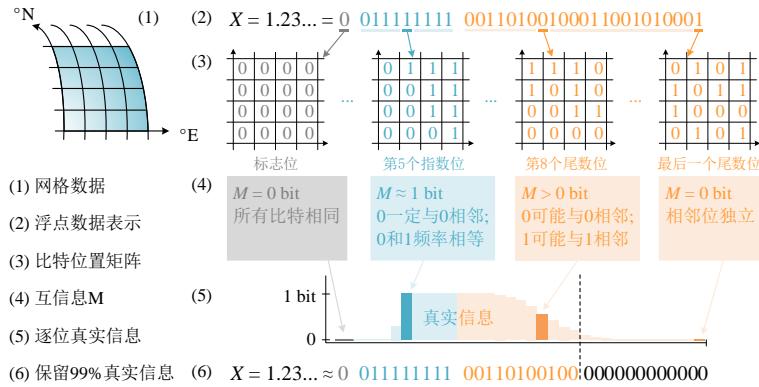 °N
(1)
°E
(2) X = 1.23... = 0 011111111 00110100100011001010001
(3)
0 0 0 0 0 1 1 1 1 1 1 0 0 1 0 1
0 0 0 0 ... 0 0 1 1 ... 1 1 0 0 ... 1 0 1 1
0 0 0 0 0 0 1 1 0 0 1 1 1 1 0 0
0 0 0 0 0 0 0 1 1 0 0 1 0 1 0 1
标志位 第5个指数位 第8个尾数位 最后一个尾数位
(4)
M = 0 bit
所有比特相同
M ≈ 1 bit
0一定与0相邻;
0和1频率相等
M > 0 bit
0可能与0相邻;
1可能与1相邻
M = 0 bit
相邻位独立
(5)
1 bit
0
真实信息
(6) X = 1.23... ≈ 0 011111111 00110100100 000000000000
(1) 网格数据
(2) 浮点数据表示
(3) 比特位置矩阵
(4) 互信息M
(5) 逐位真实信息
(6) 保留99%真实信息